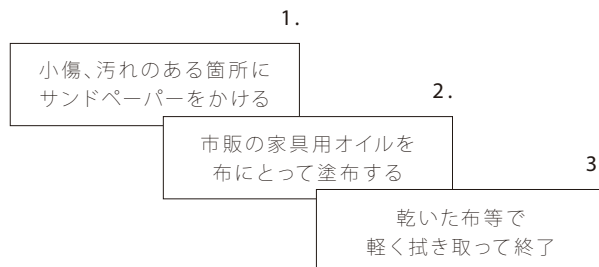 1.
小傷、汚れのある箇所に
サンドペーパーをかける
2.
市販の家具用オイルを
布にとって塗布する
3
乾いた布等で
軽く拭き取って終了